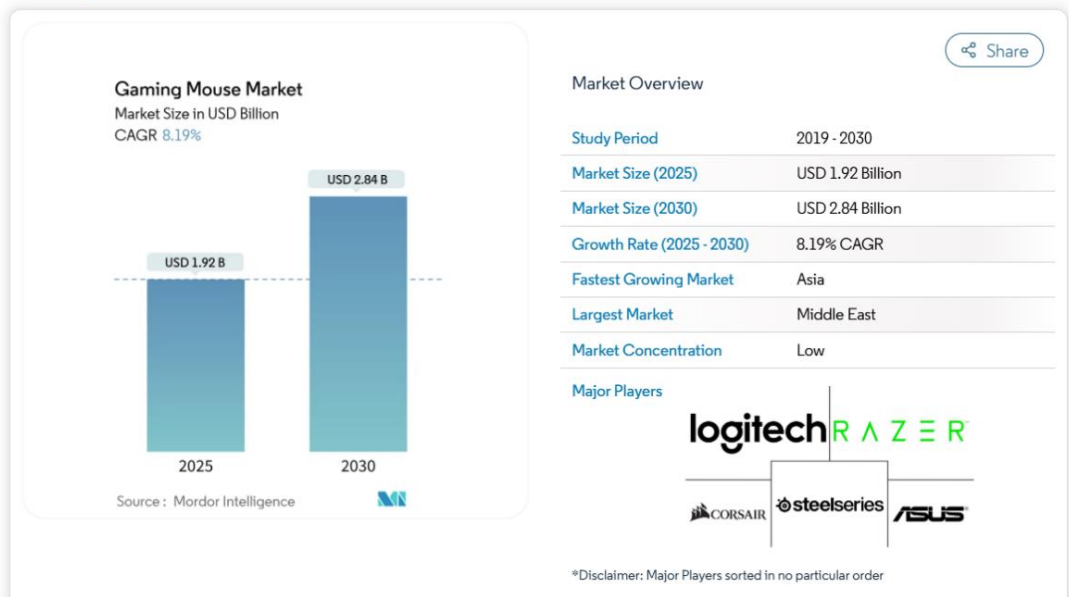 Share
Gaming Mouse Market
Market Size in USD Billion
CAGR 8.19%
USD 2.84 B
USD 1.92 B
2025 2030
Source : Mordor Intelligence
Market Overview
Study Period 2019 - 2030
Market Size (2025) USD 1.92 Billion
Market Size (2030) USD 2.84 Billion
Growth Rate (2025 - 2030) 8.19% CAGR
Fastest Growing Market Asia
Largest Market Middle East
Market Concentration Low
Major Players
logitech RAZER
CORSAIR steelseries ASUS
*Disclaimer: Major Players sorted in no particular order